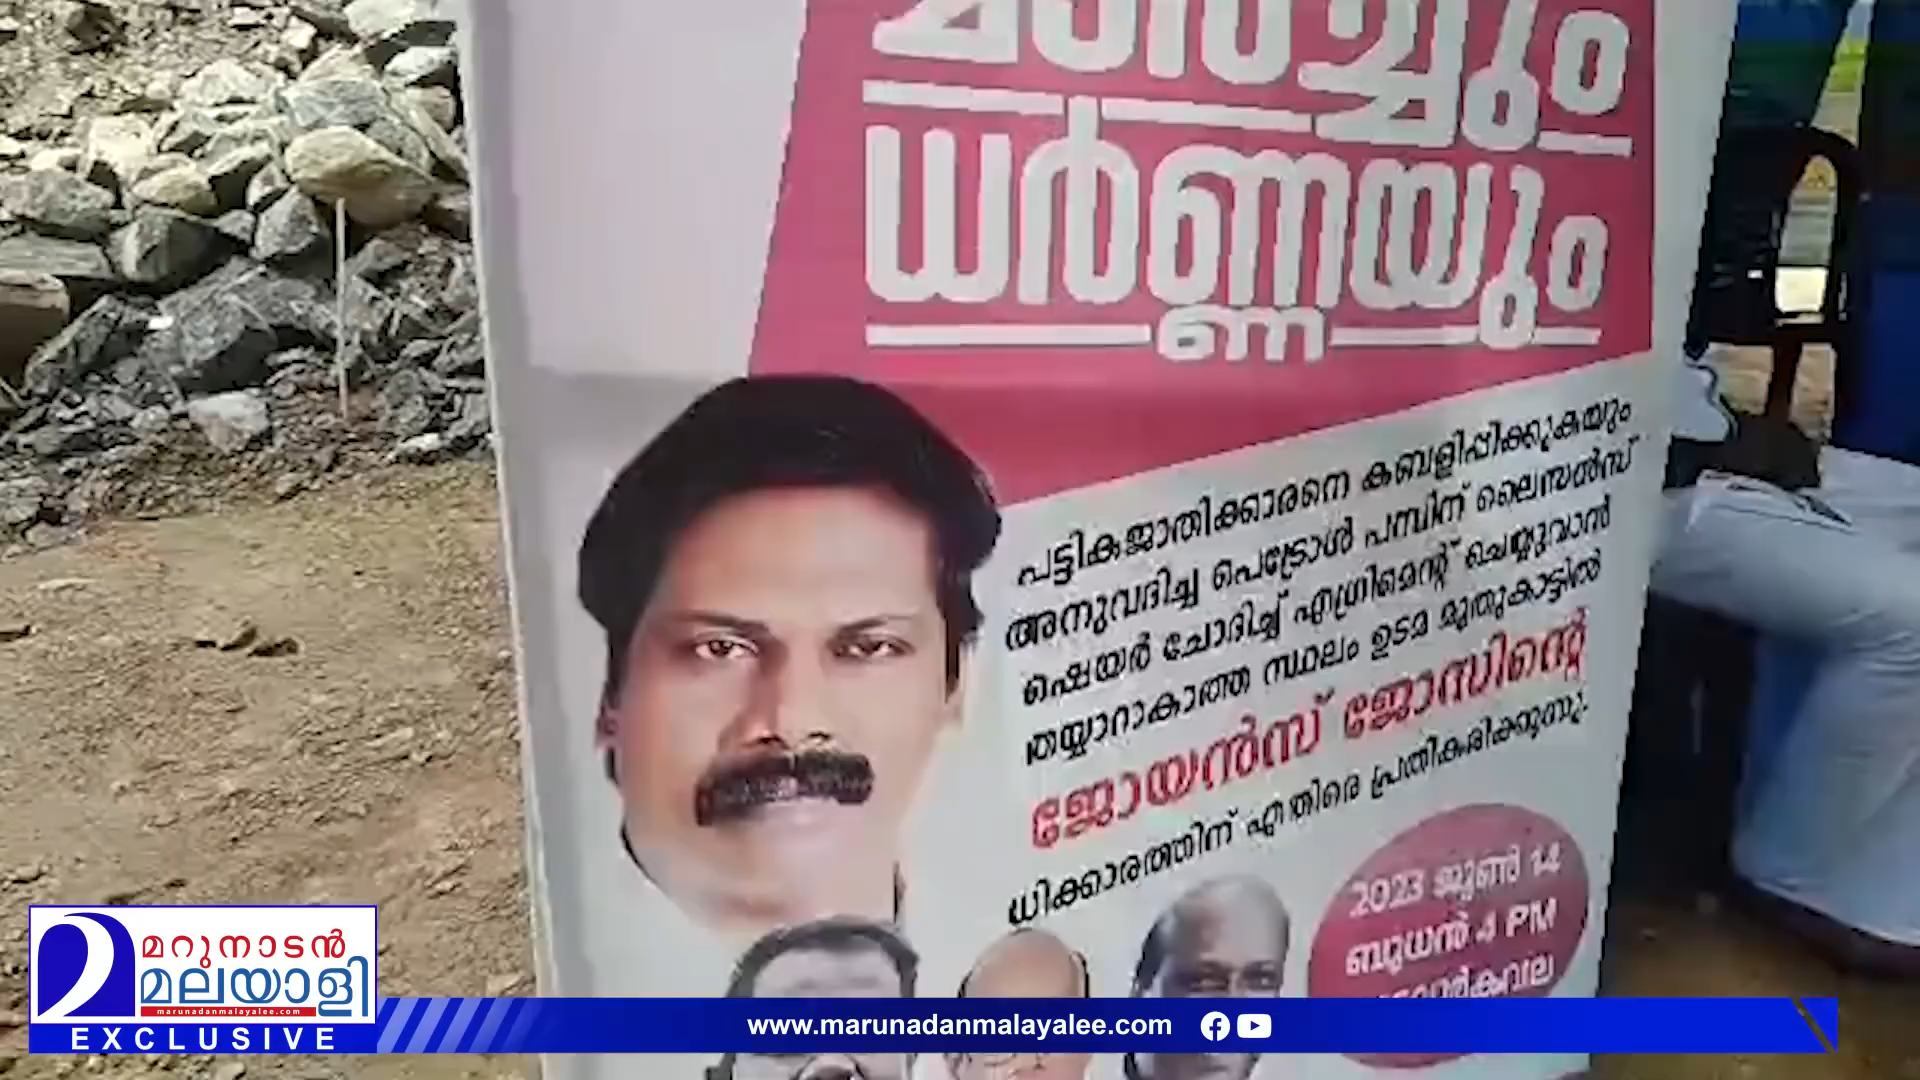 മാർച്ചും
ധർണ്ണയും
പട്ടികജാതിക്കാരനെ കബളിപ്പിക്കുകയും
അനുവദിച്ച പെട്രോൾ പമ്പിന് ലൈസൻസ്
ഷെയർ ചോദിച്ച് എഗ്രിമെന്റ് ചെയ്യുവാൻ
തയ്യാറാകാത്ത സ്ഥലം ഉടമ മുതുകാട്ടിൽ
ജോയൻസ് ജോസിന്റെ
ധിക്കാരത്തിന് എതിരെ പ്രതികരിക്കുന്നു.
2023 ജൂൺ 14
ബുധൻ 4 PM
മറുനാടൻ
മലയാളി
marunadanmalayalee.com
EXCLUSIVE
www.marunadanmalayalee.com